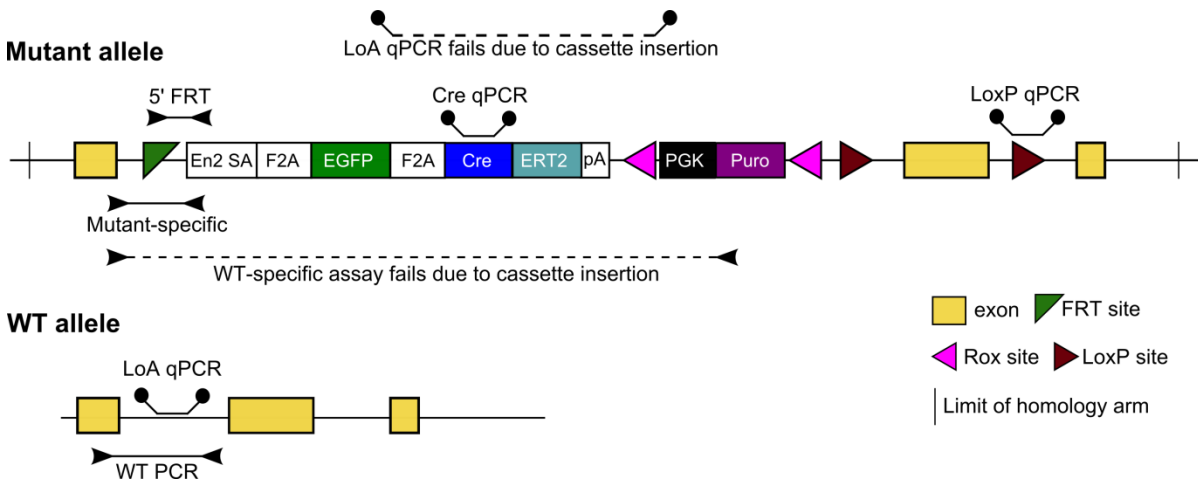 LoA qPCR fails due to cassette insertion
Mutant allele
5' FRT
Cre qPCR
LoxP qPCR
En2 SA F2A EGFP F2A Cre ERT2 pA PGK Puro
Mutant-specific
WT-specific assay fails due to cassette insertion
WT allele
LoA qPCR
WT PCR
exon FRT site
Rox site LoxP site
Limit of homology arm